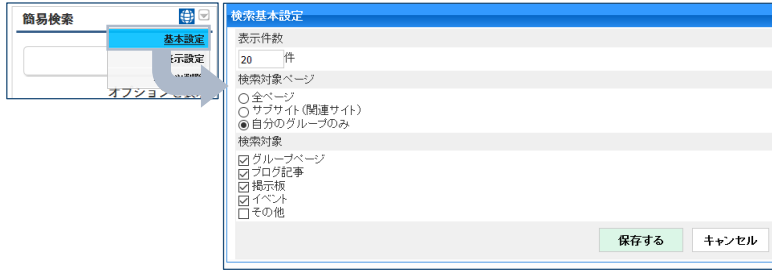 簡易検索
基本設定
示設定
オプションを表
検索基本設定
表示件数
20 件
検索対象ページ
全ページ
サブサイト(関連サイト)
自分のグループのみ
検索対象
グループページ
ブログ記事
掲示板
イベント
その他
保存する キャンセル